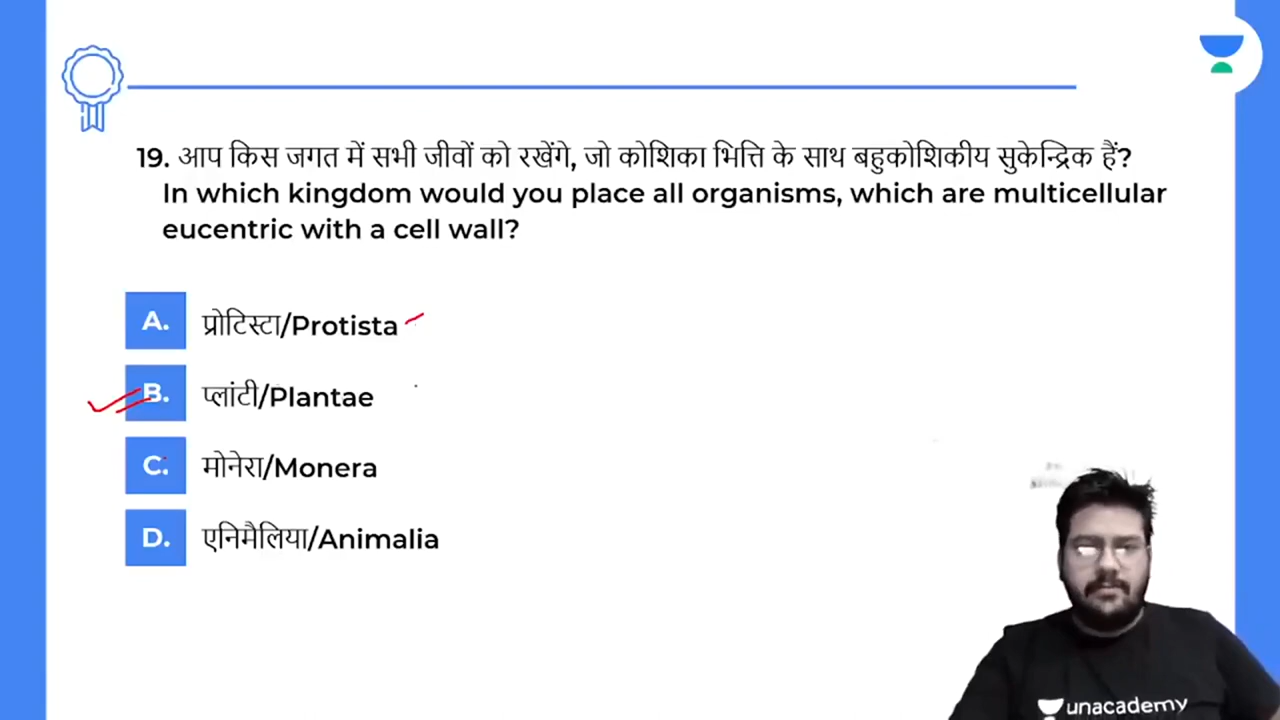 19. आप किस जगत में सभी जीवों को रखेंगे, जो कोशिका भित्ति के साथ बहुकोशिकीय सुकेन्द्रिक हैं?
In which kingdom would you place all organisms, which are multicellular
eucentric with a cell wall?
A. प्रोटिस्टा/Protista
B. प्लांटी/Plantae
C. मोनेरा/Monera
D. एनिमैलिया/Animalia
unacademy